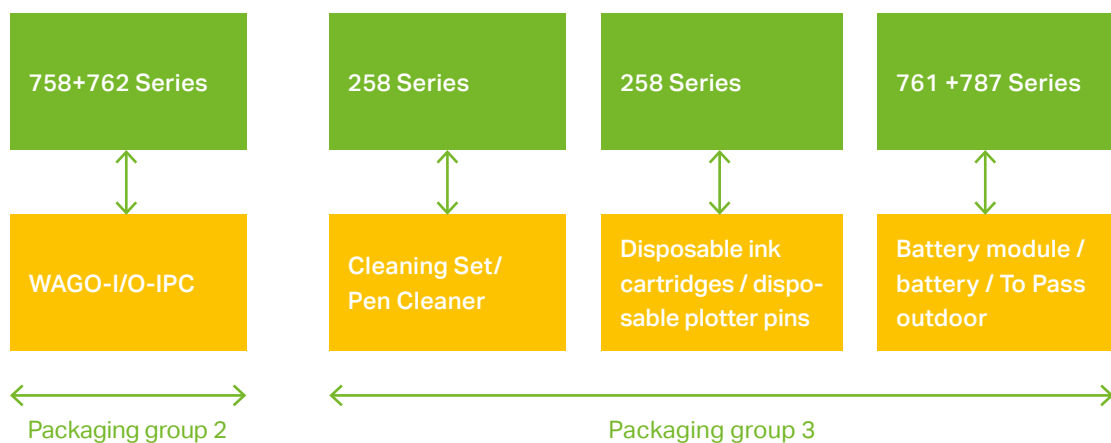 758+762 Series
258 Series
258 Series
761 +787 Series
WAGO-I/O-IPC
Cleaning Set/
Pen Cleaner
Disposable ink
cartridges / dispo-
sable plotter pins
Battery module /
battery / To Pass
outdoor
Packaging group 2
Packaging group 3